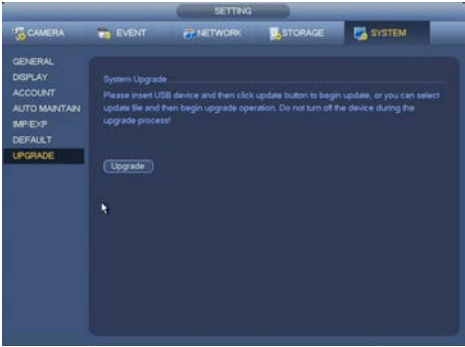 SETTING
CAMERA
EVENT
NETWORK
STORAGE
SYSTEM
GENERAL
DISPLAY
ACCOUNT
AUTO MAINTAIN
IMP/EXP
DEFAULT
UPGRADE
System Upgrade
Please insert USB device and then click update button to begin update, or you can select
update file and then begin upgrade operation. Do not turn off the device during the
upgrade process!
Upgrade